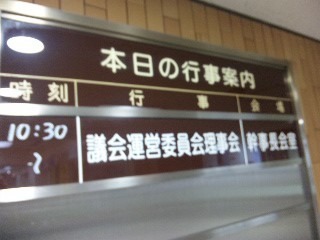 本日の行事案内
時刻 行事 会場
10:30 議会運営委員会理事会 幹事長会室
~